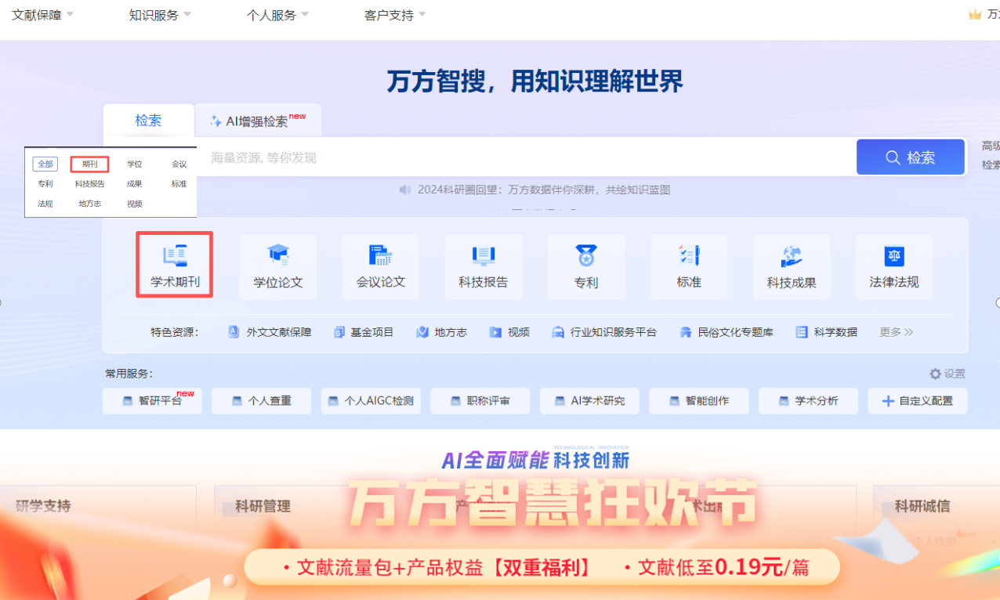 文献保障
知识服务
个人服务
客户支持
万方智搜，用知识理解世界
检索
AI增强检索new
海量资源, 等你发现
检索
高级
检索
全部 期刊 学位 会议
专利 科技报告 成果 标准
法规 地方志 视频
2024科研圈回望：万方数据伴你深耕，共绘知识蓝图
学术期刊
学位论文
会议论文
科技报告
专利
标准
科技成果
法律法规
特色资源: 外文文献保障 基金项目 地方志 视频 行业知识服务平台 民俗文化专题库 科学数据 更多
常用服务:
设置
智研平台new
个人查重
个人AIGC检测
职称评审
AI学术研究
智能创作
学术分析
自定义配置
TECHNOLOGICAL INNOVATION
AI全面赋能 科技创新
万方智慧狂欢节
研学支持
科研管理
科研诚信
个人检测 hot
·文献流量包+产品权益【双重福利】 ·文献低至0.19元/篇